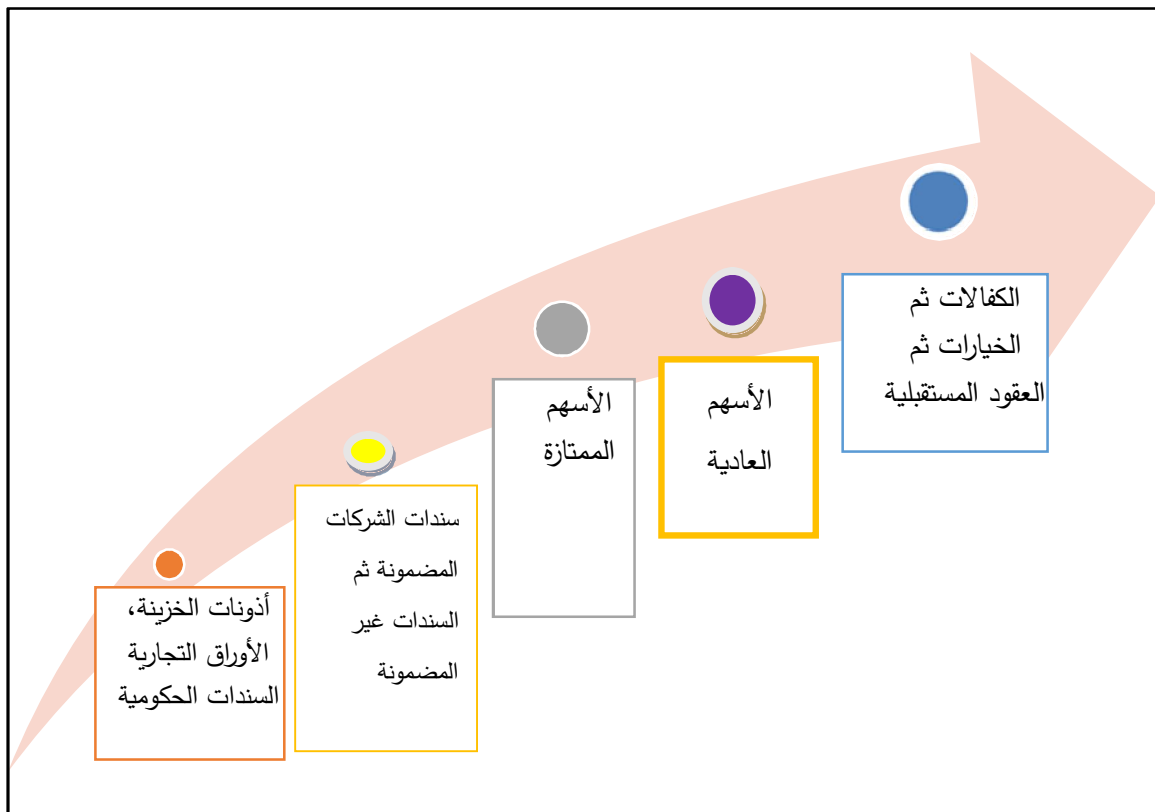 أذونات الخزينة،
الأوراق التجارية
السندات الحكومية
سندات الشركات
المضمونة ثم
السندات غير
المضمونة
الأسهم
الممتازة
الأسهم
العادية
الكفالات ثم
الخيارات ثم
العقود المستقبلية